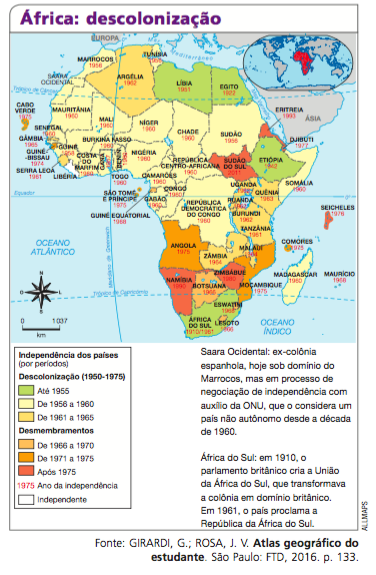 África: descolonização
EUROPA
Mar Mediterrâneo
MARROCOS
1956
TUNÍSIA
1956
SAARA
OCIDENTAL
ARGÉLIA
1962
LÍBIA
1951
EGITO
1922
ÁSIA
Trópico de Câncer
CABO
VERDE
1975
MAURITÂNIA
1960
MALI
1960
NÍGER
1960
CHADE
1960
SUDÃO
1956
ERITREIA
1993
SENEGAL
1960
GÂMBIA
1965
BURKINA FASSO
1960
DJIBUTI
1977
GUINÉ-
BISSAU
1974
GUINÉ
1958
COSTA
DO
MARFIM
GANA
BENIN
NIGÉRIA
1960
REPÚBLICA
CENTRO-AFRICANA
1960
SUDÃO
DO SUL
2011
ETIÓPIA
SERRA LEOA
1961
LIBÉRIA
TOGO
1960
CAMARÕES
1960
UGANDA
1962
SOMÁLIA
1960
SÃO TOMÉ
E PRÍNCIPE
1975
CONGO
1960
QUÊNIA
1963
Equador
GABÃO
1960
RUANDA
1962
GUINÉ EQUATORIAL
1968
REPÚBLICA
DEMOCRÁTICA
DO CONGO
1960
BURUNDI
1962
SEICHELES
1976
TANZÂNIA
1961
OCEANO
ATLÂNTICO
ANGOLA
1975
MALAUÍ
1964
COMORES
1975
ZÂMBIA
1964
ZIMBÁBUE
1980
NAMÍBIA
1990
BOTSUANA
1966
MOÇAMBIQUE
1975
MADAGASCAR
1960
MAURÍCIO
1968
Trópico de Capricórnio
ESWATINI
1968
ÁFRICA
DO SUL
1910/1961
LESOTO
1966
OCEANO
ÍNDICO
0 1 037
km
Independência dos países
(por períodos)
Descolonização (1950-1975)
Até 1955
De 1956 a 1960
De 1961 a 1965
Desmembramentos
De 1966 a 1970
De 1971 a 1975
Após 1975
1975 Ano da independência
Independente
Saara Ocidental: ex-colônia
espanhola, hoje sob domínio do
Marrocos, mas em processo de
negociação de independência com
auxílio da ONU, que o considera um
país não autônomo desde a década
de 1960.
África do Sul: em 1910, o
parlamento britânico cria a União
da África do Sul, que transformava
a colônia em domínio britânico.
Em 1961, o país proclama a
República da África do Sul.
ALLMAPS
Fonte: GIRARDI, G.; ROSA, J. V. Atlas geográfico do
estudante. São Paulo: FTD, 2016. p. 133.